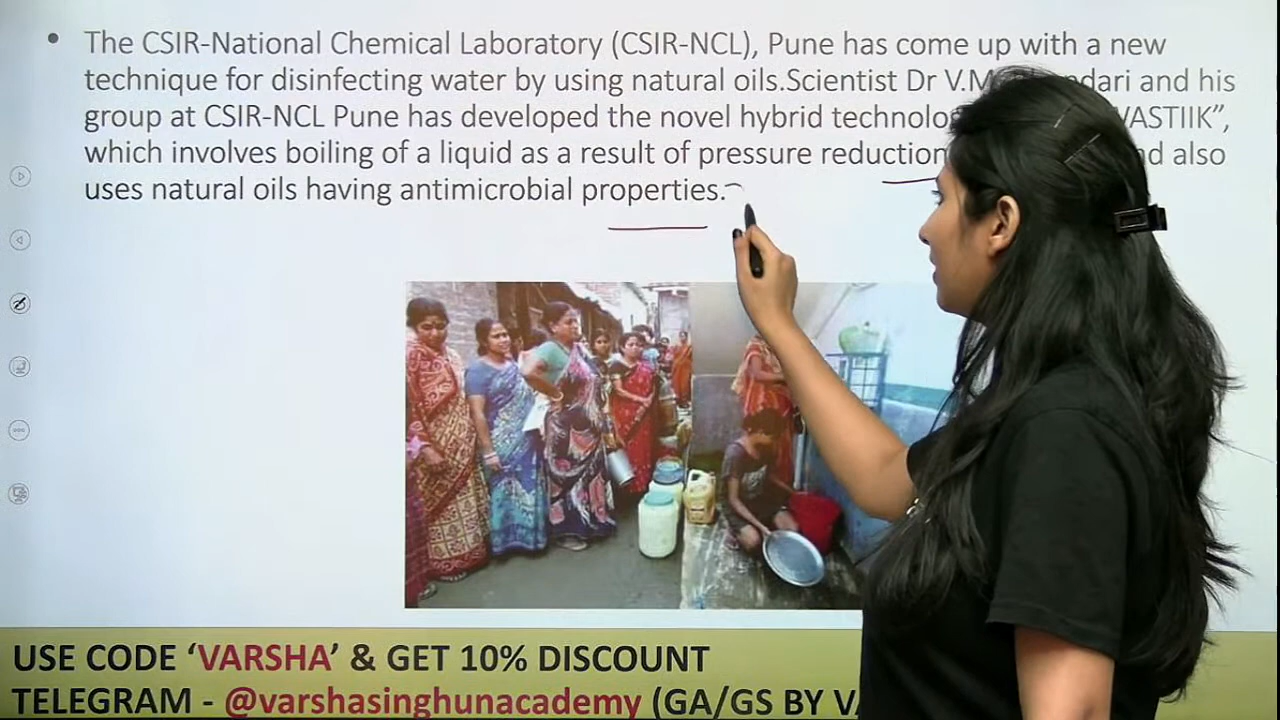 • The CSIR-National Chemical Laboratory (CSIR-NCL), Pune has come up with a new
technique for disinfecting water by using natural oils.Scientist Dr and his
group at CSIR-NCL Pune has developed the novel hybrid
which involves boiling of a liquid as a result of pressure reduction also
uses natural oils having antimicrobial properties.
USE CODE ‘VARSHA’ & GET 10% DISCOUNT
TELEGRAM - @varshasinghunacademy (GA/GS BY